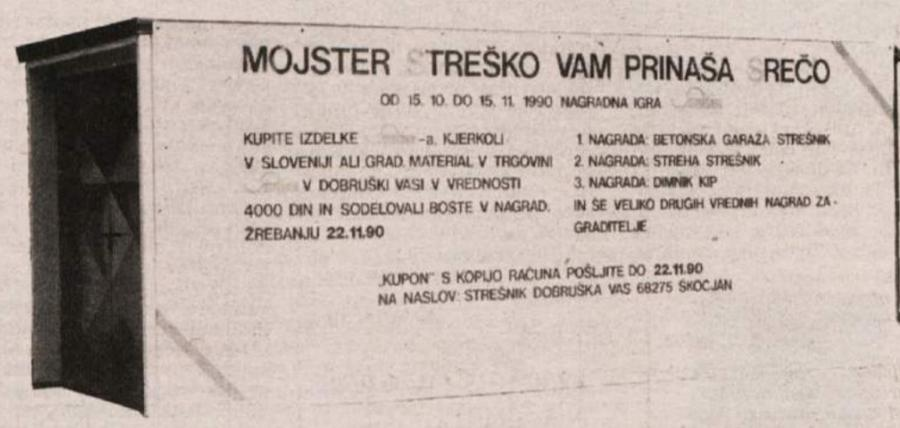 MOJSTER STREŠKO VAM PRINAŠA SREČO
OD 15. 10. DO 15. 11. 1990 NAGRADNA IGRA
KUPITE IZDELKE -a. KJERKOLI
V SLOVENIJI ALI GRAD. MATERIAL V TRGOVINI
V DOBRUŠKI VASI V VREDNOSTI
4000 DIN IN SODELOVALI BOSTE V NAGRAD.
ŽREBANJU 22.11.90
1. NAGRADA: BETONSKA GARAŽA STREŠNIK
2. NAGRADA: STREHA STREŠNIK
3. NAGRADA: DIMNIK KIP
IN ŠE VELIKO DRUGIH VREDNIH NAGRAD ZA-
GRADITELJE
„KUPON" S KOPIJO RAČUNA POŠLJITE DO 22.11.90
NA NASLOV: STREŠNIK DOBRUŠKA VAS 68275 ŠKOCJAN